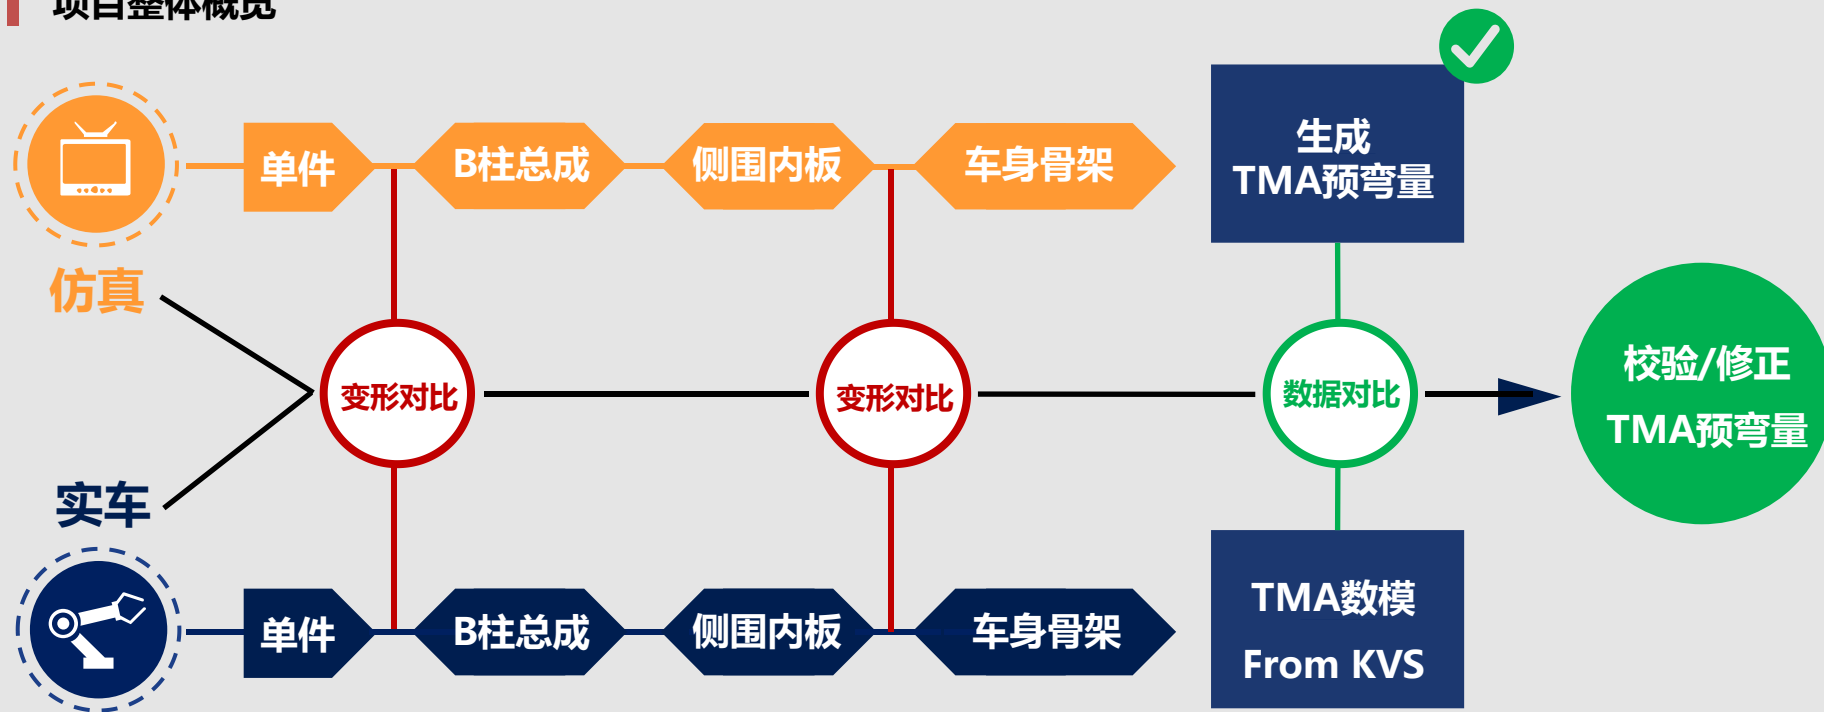 项目整体概览
单件
B柱总成
侧围内板
车身骨架
生成
TMA预弯量
仿真
变形对比
变形对比
数据对比
校验/修正
TMA预弯量
实车
单件
B柱总成
侧围内板
车身骨架
TMA数模
From KVS